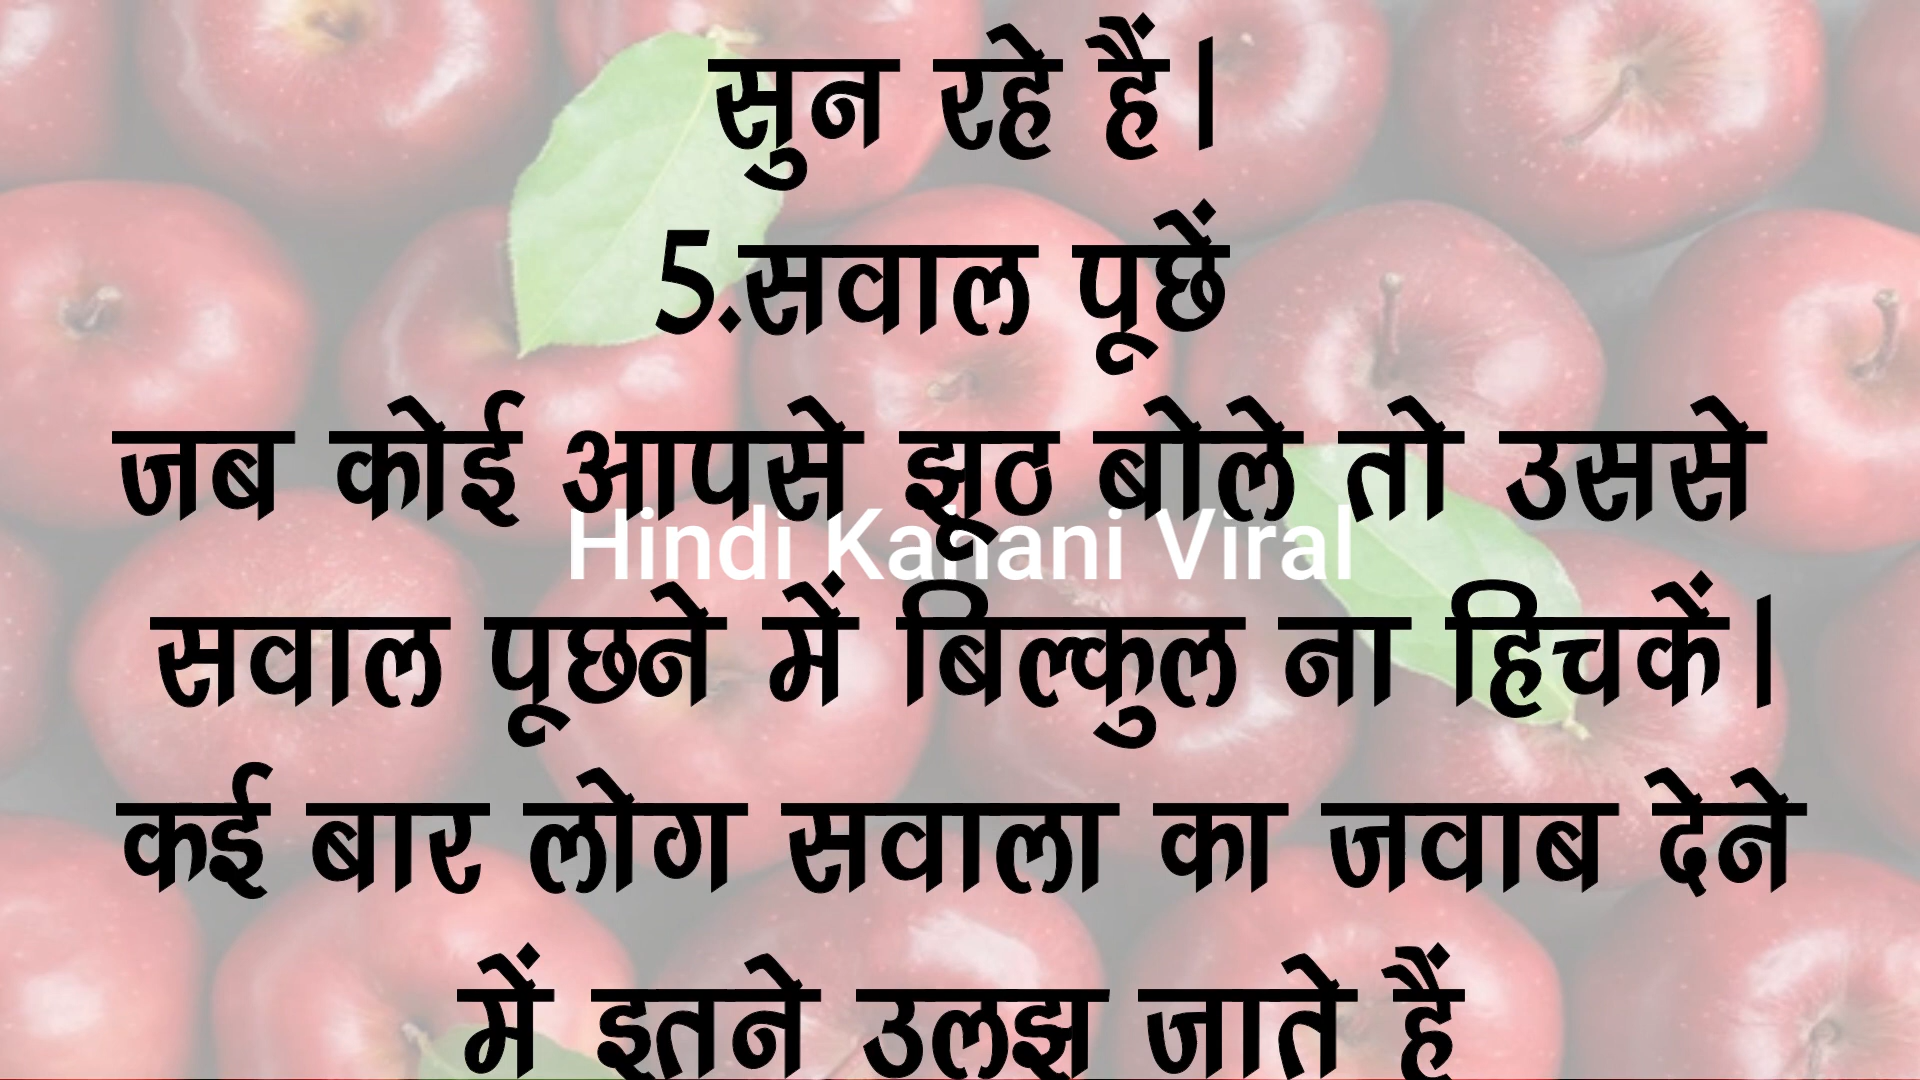 सुन रहे हैं।
5.सवाल पूछें
जब कोई आपसे झूठ बोले तो उससे
Hindi Kahani Viral
सवाल पूछने में बिल्कुल ना हिचकें।
कई बार लोग सवाला का जवाब देने
में इतने उलझ जाते हैं